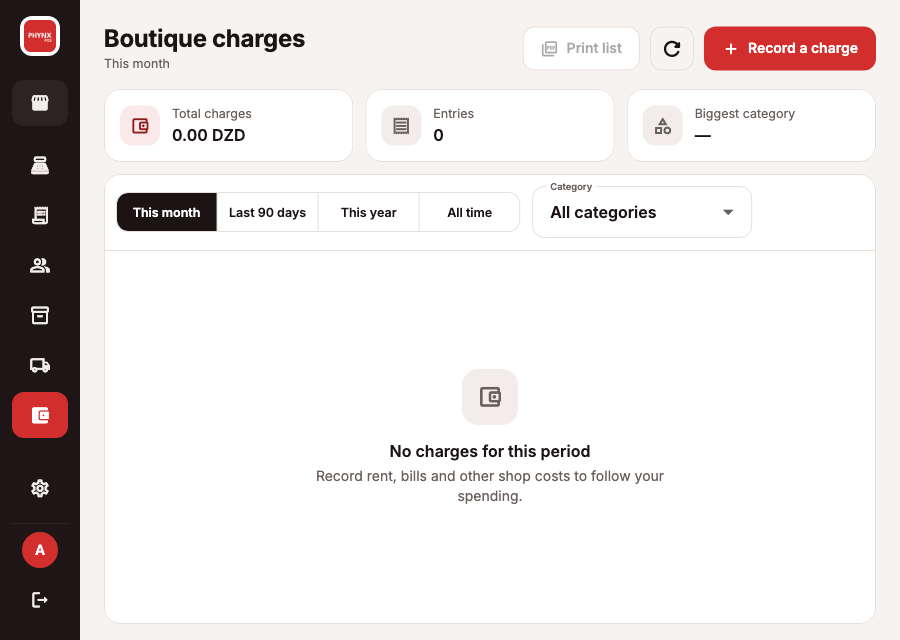 PHYNX
POS
Boutique charges
This month
Print list
Record a charge
Total charges
0.00 DZD
Entries
0
Biggest category
—
This month
Last 90 days
This year
All time
Category
All categories
No charges for this period
Record rent, bills and other shop costs to follow your
spending.
A